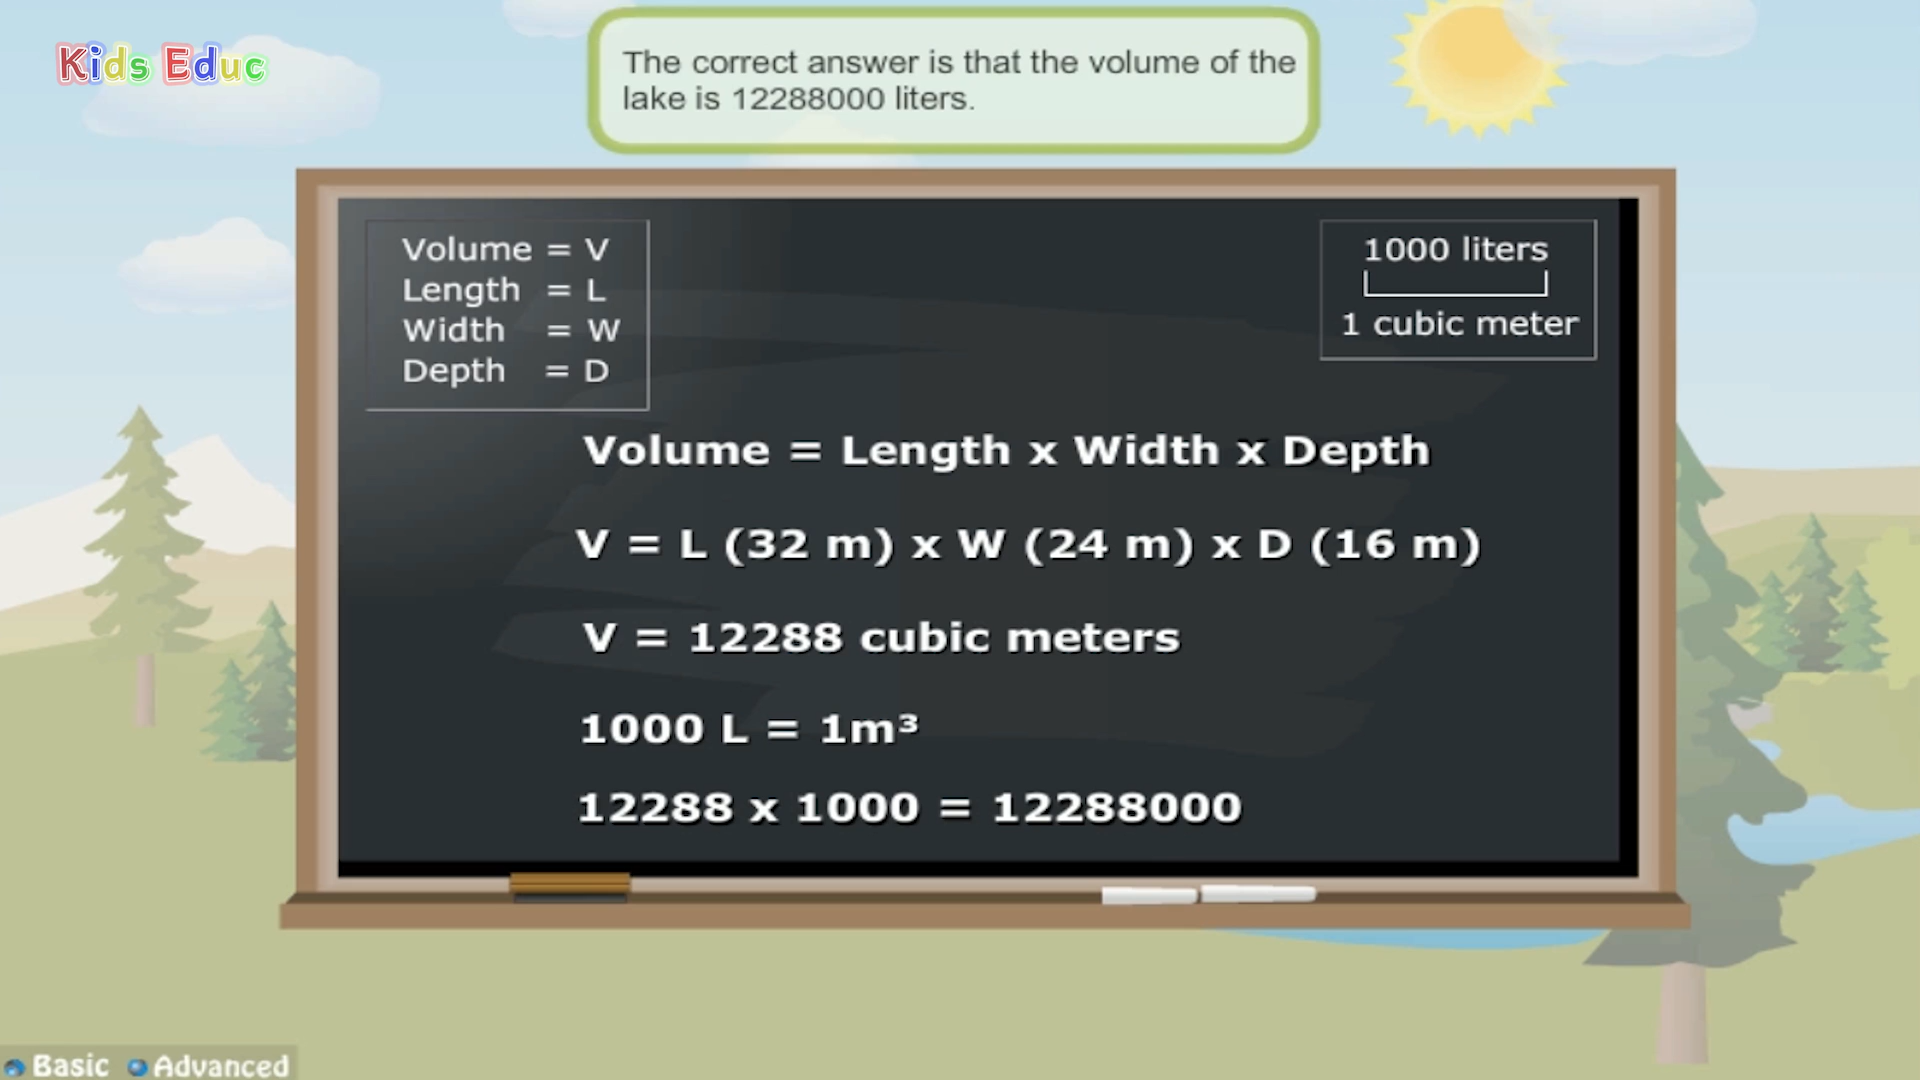 Kids Educ
The correct answer is that the volume of the
lake is 12288000 liters.
Volume = V
Length = L
Width = W
Depth = D
1000 liters
1 cubic meter
Volume = Length x Width x Depth
V = L (32 m) x W (24 m) x D (16 m)
V = 12288 cubic meters
1000 L = 1m³
12288 x 1000 = 12288000
Basic Advanced